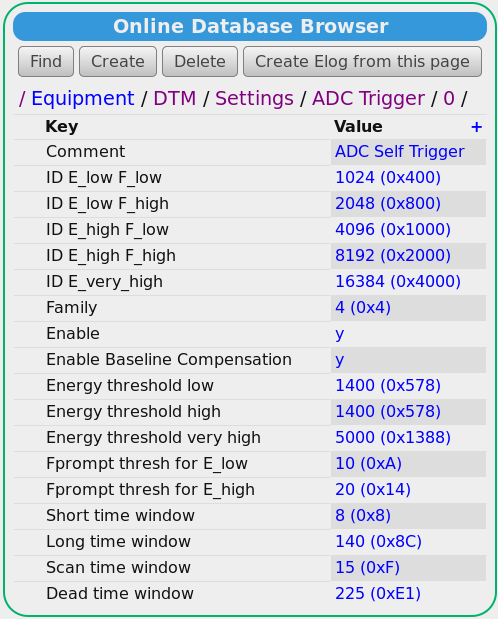 Online Database Browser
Find Create Delete Create Elog from this page
/ Equipment / DTM / Settings / ADC Trigger / 0 /
Key Value +
Comment ADC Self Trigger
ID E_low F_low 1024 (0x400)
ID E_low F_high 2048 (0x800)
ID E_high F_low 4096 (0x1000)
ID E_high F_high 8192 (0x2000)
ID E_very_high 16384 (0x4000)
Family 4 (0x4)
Enable y
Enable Baseline Compensation y
Energy threshold low 1400 (0x578)
Energy threshold high 1400 (0x578)
Energy threshold very high 5000 (0x1388)
Fprompt thresh for E_low 10 (0xA)
Fprompt thresh for E_high 20 (0x14)
Short time window 8 (0x8)
Long time window 140 (0x8C)
Scan time window 15 (0xF)
Dead time window 225 (0xE1)